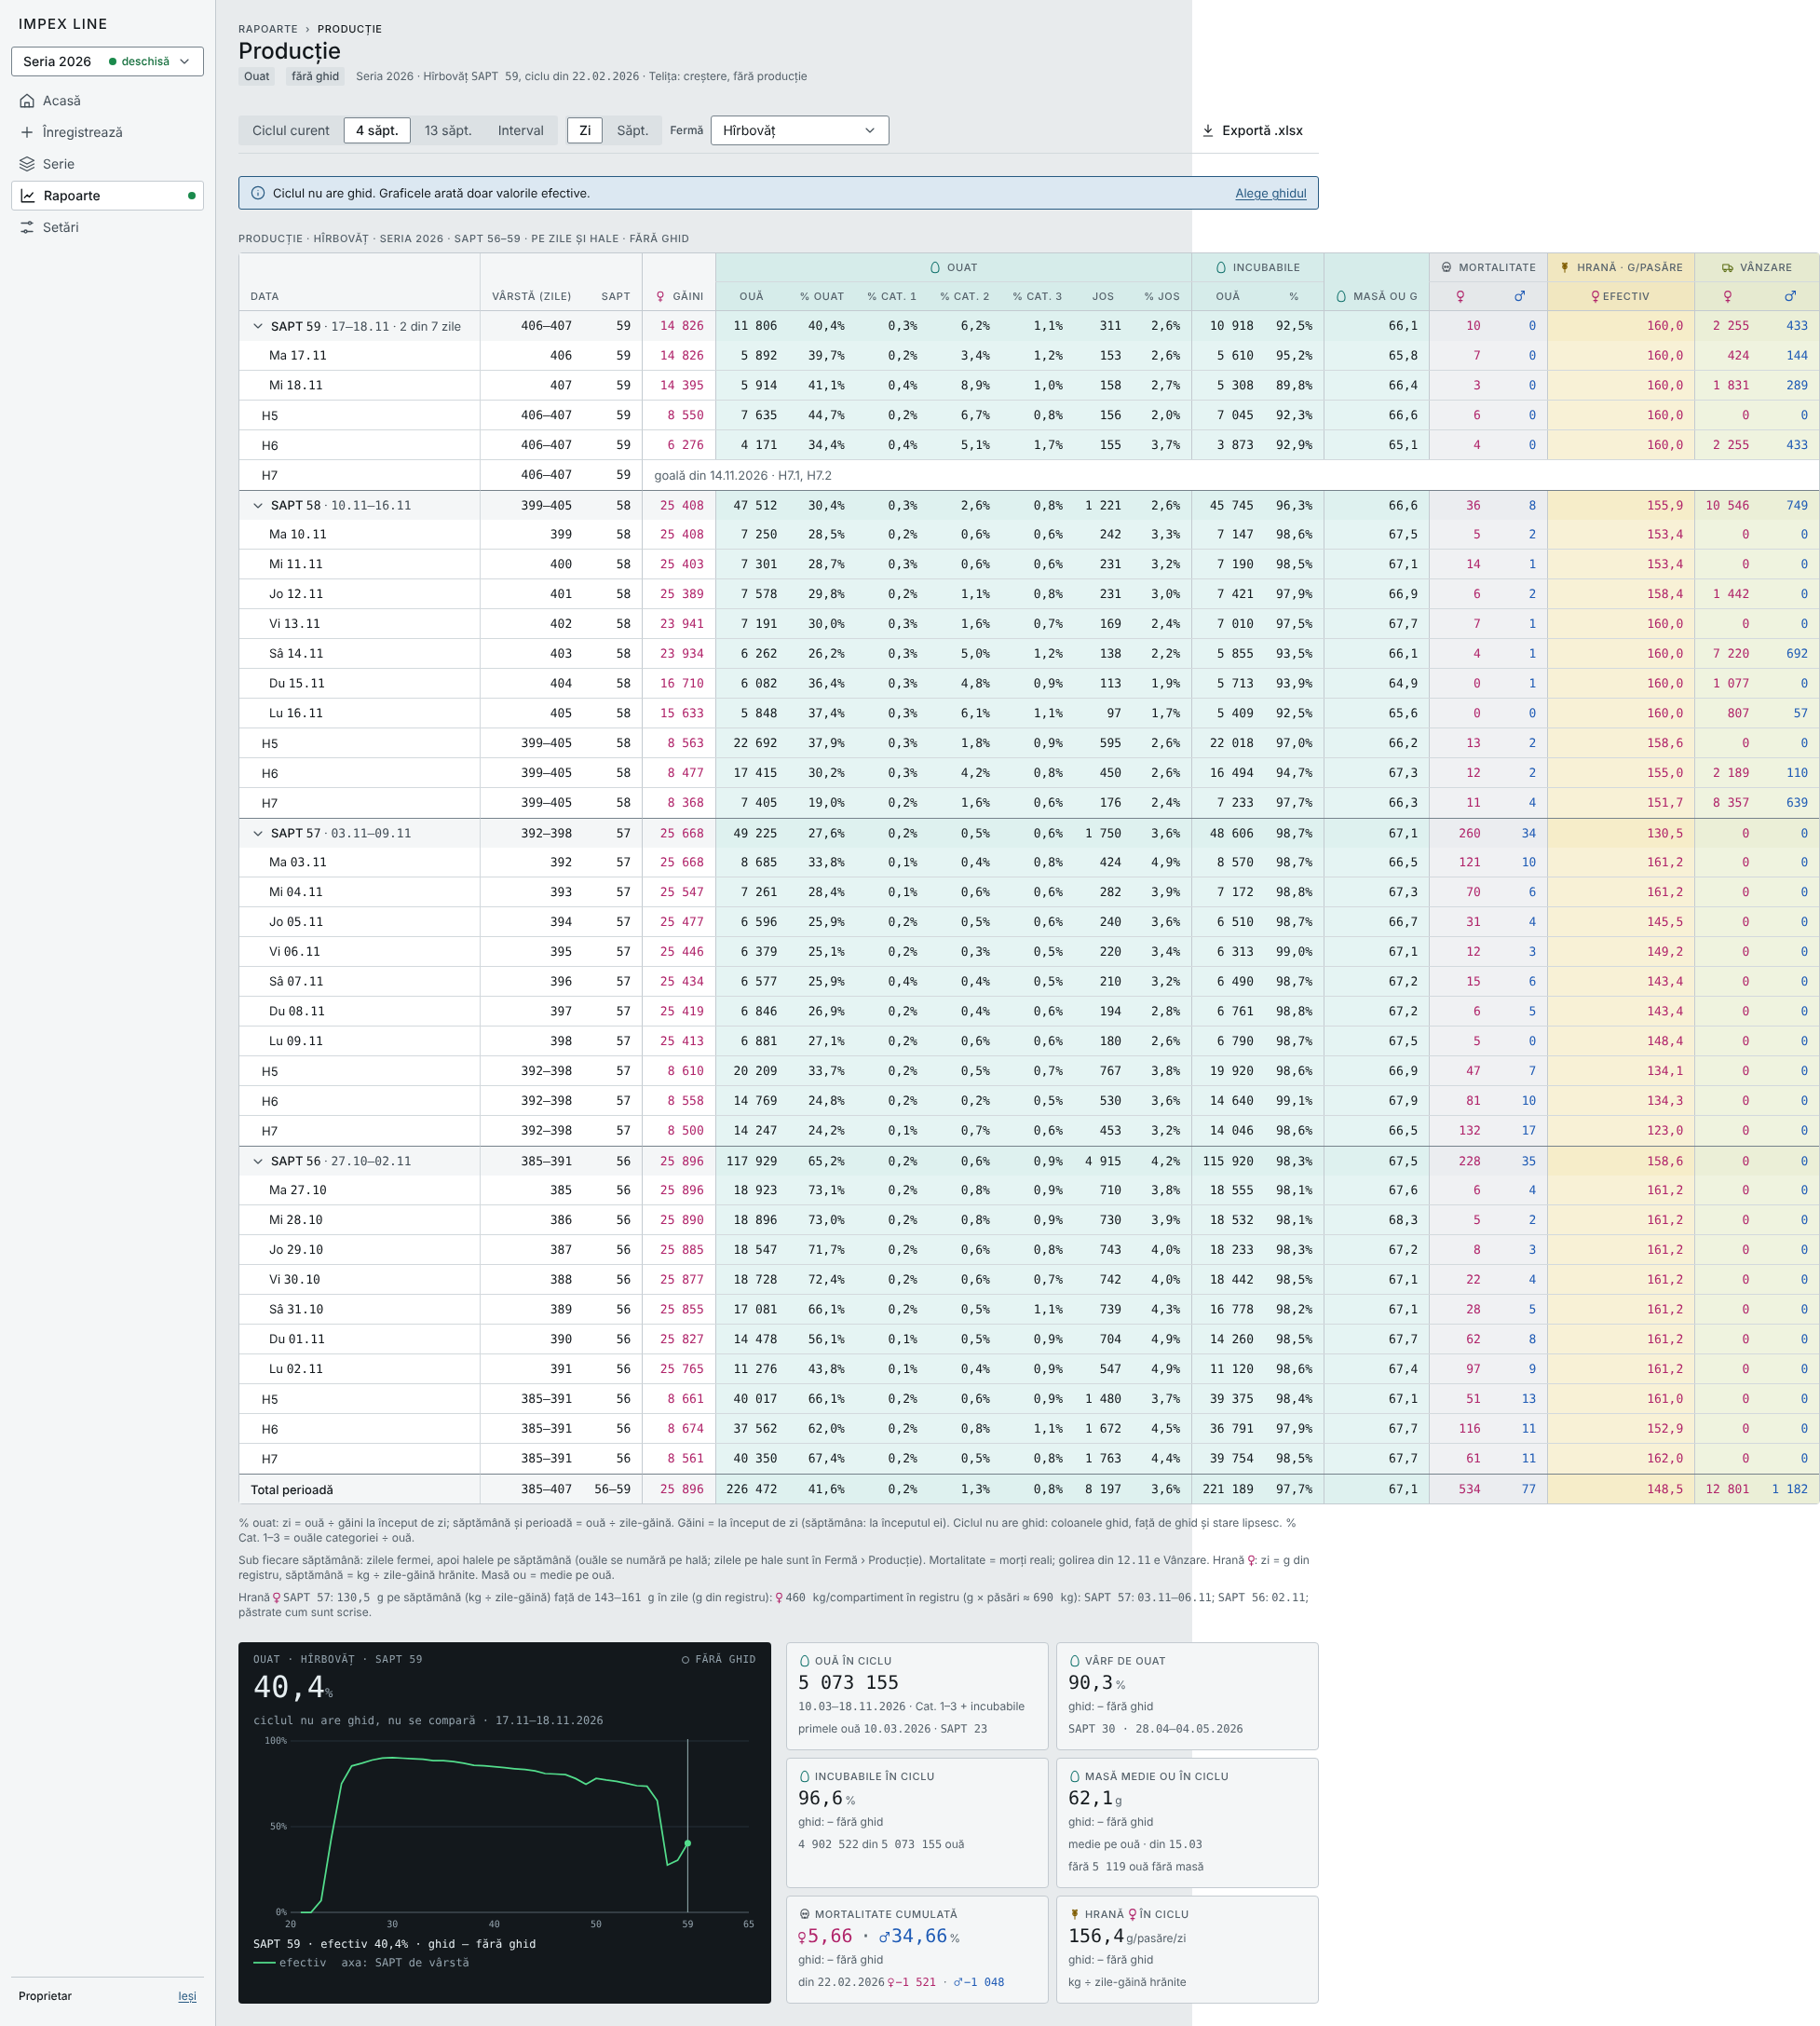 IMPEX LINE
Seria 2026 deschisă
Acasă
Înregistrează
Serie
Rapoarte
Setări
RAPOARTE › PRODUCȚIE
Producție
Ouat fără ghid Seria 2026 · Hîrbovăț SAPT 59, ciclu din 22.02.2026 · Telița: creștere, fără producție
Ciclul curent 4 săpt. 13 săpt. Interval Zi Săpt. Fermă Hîrbovăț Exportă .xlsx
Ciclul nu are ghid. Graficele arată doar valorile efective. Alege ghidul
PRODUCȚIE · HÎRBOVĂȚ · SERIA 2026 · SAPT 56–59 · PE ZILE ȘI HALE · FĂRĂ GHID
OUAT INCUBABILE MORTALITATE HRANĂ · G/PASĂRE VÂNZARE
DATA VÂRSTĂ (ZILE) SAPT ♀ GĂINI OUĂ % OUAT % CAT. 1 % CAT. 2 % CAT. 3 JOS % JOS OUĂ % MASĂ OU G ♀ ♂ ♀ EFECTIV ♀ ♂
SAPT 59 · 17–18.11 · 2 din 7 zile 406–407 59 14 826 11 806 40,4% 0,3% 6,2% 1,1% 311 2,6% 10 918 92,5% 66,1 10 0 160,0 2 255 433
Ma 17.11 406 59 14 826 5 892 39,7% 0,2% 3,4% 1,2% 153 2,6% 5 610 95,2% 65,8 7 0 160,0 424 144
Mi 18.11 407 59 14 395 5 914 41,1% 0,4% 8,9% 1,0% 158 2,7% 5 308 89,8% 66,4 3 0 160,0 1 831 289
H5 406–407 59 8 550 7 635 44,7% 0,2% 6,7% 0,8% 156 2,0% 7 045 92,3% 66,6 6 0 160,0 0 0
H6 406–407 59 6 276 4 171 34,4% 0,4% 5,1% 1,7% 155 3,7% 3 873 92,9% 65,1 4 0 160,0 2 255 433
H7 406–407 59 goală din 14.11.2026 · H7.1, H7.2
SAPT 58 · 10.11–16.11 399–405 58 25 408 47 512 30,4% 0,3% 2,6% 0,8% 1 221 2,6% 45 745 96,3% 66,6 36 8 155,9 10 546 749
Ma 10.11 399 58 25 408 7 250 28,5% 0,2% 0,6% 0,6% 242 3,3% 7 147 98,6% 67,5 5 2 153,4 0 0
Mi 11.11 400 58 25 403 7 301 28,7% 0,3% 0,6% 0,6% 231 3,2% 7 190 98,5% 67,1 14 1 153,4 0 0
Jo 12.11 401 58 25 389 7 578 29,8% 0,2% 1,1% 0,8% 231 3,0% 7 421 97,9% 66,9 6 2 158,4 1 442 0
Vi 13.11 402 58 23 941 7 191 30,0% 0,3% 1,6% 0,7% 169 2,4% 7 010 97,5% 67,7 7 1 160,0 0 0
Sâ 14.11 403 58 23 934 6 262 26,2% 0,3% 5,0% 1,2% 138 2,2% 5 855 93,5% 66,1 4 1 160,0 7 220 692
Du 15.11 404 58 16 710 6 082 36,4% 0,3% 4,8% 0,9% 113 1,9% 5 713 93,9% 64,9 0 1 160,0 1 077 0
Lu 16.11 405 58 15 633 5 848 37,4% 0,3% 6,1% 1,1% 97 1,7% 5 409 92,5% 65,6 0 0 160,0 807 57
H5 399–405 58 8 563 22 692 37,9% 0,3% 1,8% 0,9% 595 2,6% 22 018 97,0% 66,2 13 2 158,6 0 0
H6 399–405 58 8 477 17 415 30,2% 0,3% 4,2% 0,8% 450 2,6% 16 494 94,7% 67,3 12 2 155,0 2 189 110
H7 399–405 58 8 368 7 405 19,0% 0,2% 1,6% 0,6% 176 2,4% 7 233 97,7% 66,3 11 4 151,7 8 357 639
SAPT 57 · 03.11–09.11 392–398 57 25 668 49 225 27,6% 0,2% 0,5% 0,6% 1 750 3,6% 48 606 98,7% 67,1 260 34 130,5 0 0
Ma 03.11 392 57 25 668 8 685 33,8% 0,1% 0,4% 0,8% 424 4,9% 8 570 98,7% 66,5 121 10 161,2 0 0
Mi 04.11 393 57 25 547 7 261 28,4% 0,1% 0,6% 0,6% 282 3,9% 7 172 98,8% 67,3 70 6 161,2 0 0
Jo 05.11 394 57 25 477 6 596 25,9% 0,2% 0,5% 0,6% 240 3,6% 6 510 98,7% 66,7 31 4 145,5 0 0
Vi 06.11 395 57 25 446 6 379 25,1% 0,2% 0,3% 0,5% 220 3,4% 6 313 99,0% 67,1 12 3 149,2 0 0
Sâ 07.11 396 57 25 434 6 577 25,9% 0,4% 0,4% 0,5% 210 3,2% 6 490 98,7% 67,2 15 6 143,4 0 0
Du 08.11 397 57 25 419 6 846 26,9% 0,2% 0,4% 0,6% 194 2,8% 6 761 98,8% 67,2 6 5 143,4 0 0
Lu 09.11 398 57 25 413 6 881 27,1% 0,2% 0,6% 0,6% 180 2,6% 6 790 98,7% 67,5 5 0 148,4 0 0
H5 392–398 57 8 610 20 209 33,7% 0,2% 0,5% 0,7% 767 3,8% 19 920 98,6% 66,9 47 7 134,1 0 0
H6 392–398 57 8 558 14 769 24,8% 0,2% 0,2% 0,5% 530 3,6% 14 640 99,1% 67,9 81 10 134,3 0 0
H7 392–398 57 8 500 14 247 24,2% 0,1% 0,7% 0,6% 453 3,2% 14 046 98,6% 66,5 132 17 123,0 0 0
SAPT 56 · 27.10–02.11 385–391 56 25 896 117 929 65,2% 0,2% 0,6% 0,9% 4 915 4,2% 115 920 98,3% 67,5 228 35 158,6 0 0
Ma 27.10 385 56 25 896 18 923 73,1% 0,2% 0,8% 0,9% 710 3,8% 18 555 98,1% 67,6 6 4 161,2 0 0
Mi 28.10 386 56 25 890 18 896 73,0% 0,2% 0,8% 0,9% 730 3,9% 18 532 98,1% 68,3 5 2 161,2 0 0
Jo 29.10 387 56 25 885 18 547 71,7% 0,2% 0,6% 0,8% 743 4,0% 18 233 98,3% 67,2 8 3 161,2 0 0
Vi 30.10 388 56 25 877 18 728 72,4% 0,2% 0,6% 0,7% 742 4,0% 18 442 98,5% 67,1 22 4 161,2 0 0
Sâ 31.10 389 56 25 855 17 081 66,1% 0,2% 0,5% 1,1% 739 4,3% 16 778 98,2% 67,1 28 5 161,2 0 0
Du 01.11 390 56 25 827 14 478 56,1% 0,1% 0,5% 0,9% 704 4,9% 14 260 98,5% 67,7 62 8 161,2 0 0
Lu 02.11 391 56 25 765 11 276 43,8% 0,1% 0,4% 0,9% 547 4,9% 11 120 98,6% 67,4 97 9 161,2 0 0
H5 385–391 56 8 661 40 017 66,1% 0,2% 0,6% 0,9% 1 480 3,7% 39 375 98,4% 67,1 51 13 161,0 0 0
H6 385–391 56 8 674 37 562 62,0% 0,2% 0,8% 1,1% 1 672 4,5% 36 791 97,9% 67,7 116 11 152,9 0 0
H7 385–391 56 8 561 40 350 67,4% 0,2% 0,5% 0,8% 1 763 4,4% 39 754 98,5% 67,7 61 11 162,0 0 0
Total perioadă 385–407 56–59 25 896 226 472 41,6% 0,2% 1,3% 0,8% 8 197 3,6% 221 189 97,7% 67,1 534 77 148,5 12 801 1 182
% ouat: zi = ouă ÷ găini la început de zi; săptămână și perioadă = ouă ÷ zile-găină. Găini = la început de zi (săptămâna: la începutul ei). Ciclul nu are ghid: coloanele ghid, față de ghid și stare lipsesc. %
Cat. 1–3 = ouăle categoriei ÷ ouă.
Sub fiecare săptămână: zilele fermei, apoi halele pe săptămână (ouăle se numără pe hală; zilele pe hale sunt în Fermă › Producție). Mortalitate = morți reali; golirea din 12.11 e Vânzare. Hrană ♀: zi = g din
registru, săptămână = kg ÷ zile-găină hrănite. Masă ou = medie pe ouă.
Hrană ♀ SAPT 57: 130,5 g pe săptămână (kg ÷ zile-găină) față de 143–161 g în zile (g din registru): ♀ 460 kg/compartiment în registru (g × păsări ≈ 690 kg): SAPT 57: 03.11–06.11; SAPT 56: 02.11;
păstrate cum sunt scrise.
OUAT · HÎRBOVĂȚ · SAPT 59 FĂRĂ GHID
40,4%
ciclul nu are ghid, nu se compară · 17.11–18.11.2026
100%
50%
0%
20 30 40 50 59 65
SAPT 59 · efectiv 40,4% · ghid — fără ghid
efectiv axa: SAPT de vârstă
OUĂ ÎN CICLU
5 073 155
10.03–18.11.2026 · Cat. 1–3 + incubabile
primele ouă 10.03.2026 · SAPT 23
VÂRF DE OUAT
90,3%
ghid: – fără ghid
SAPT 30 · 28.04–04.05.2026
INCUBABILE ÎN CICLU
96,6%
ghid: – fără ghid
4 902 522 din 5 073 155 ouă
MASĂ MEDIE OU ÎN CICLU
62,1g
ghid: – fără ghid
medie pe ouă · din 15.03
fără 5 119 ouă fără masă
MORTALITATE CUMULATĂ
♀5,66 · ♂34,66%
ghid: – fără ghid
din 22.02.2026 ♀−1 521 · ♂−1 048
HRANĂ ♀ ÎN CICLU
156,4g/pasăre/zi
ghid: – fără ghid
kg ÷ zile-găină hrănite
Proprietar Ieși